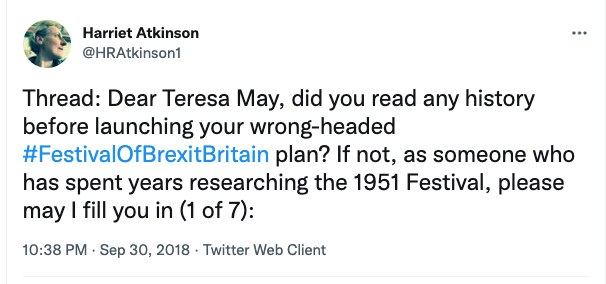 Harriet Atkinson
@HRAtkinson1
Thread: Dear Teresa May, did you read any history
before launching your wrong-headed
#FestivalOfBrexitBritain plan? If not, as someone who
has spent years researching the 1951 Festival, please
may I fill you in (1 of 7):
10:38 PM · Sep 30, 2018 · Twitter Web Client